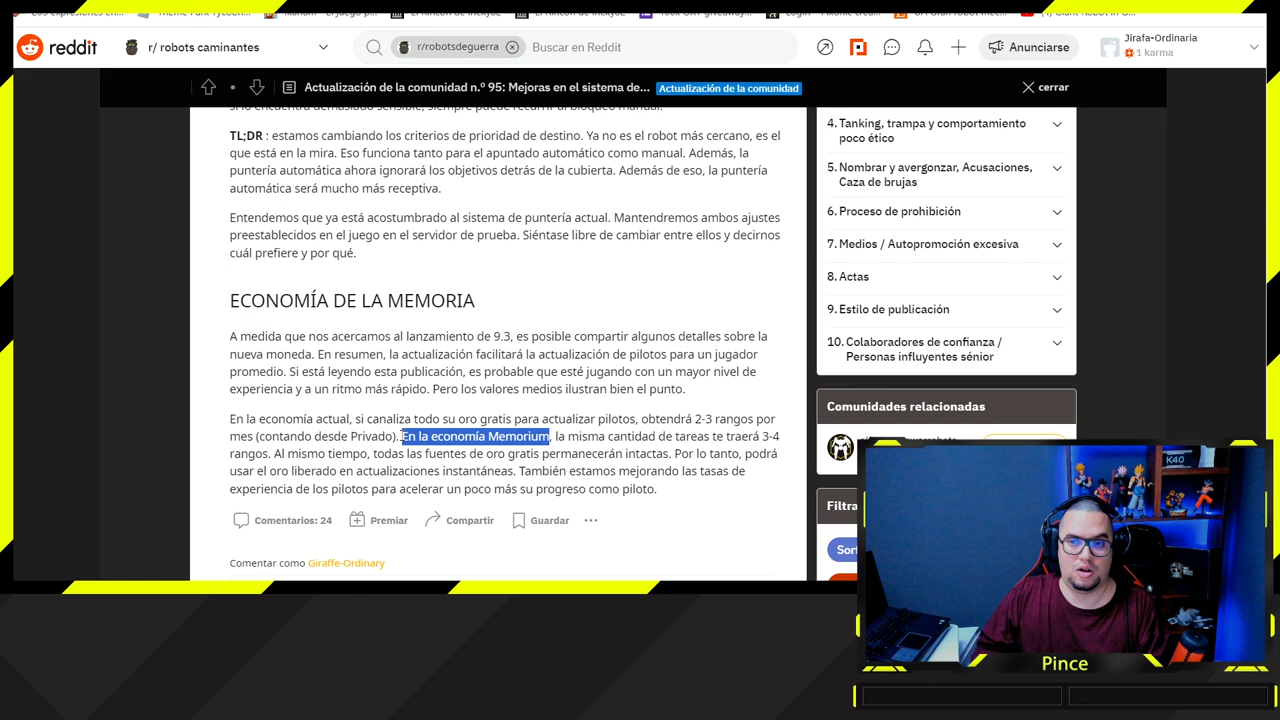 reddit
r/ robots caminantes
r/robotsdeguerra
Buscar en Reddit
Anunciarse
Jirafa-Ordinaria
1 karma
Actualización de la comunidad n.º 95: Mejoras en el sistema de...
Actualización de la comunidad
cerrar
TL;DR : estamos cambiando los criterios de prioridad de destino. Ya no es el robot más cercano, es el
que está en la mira. Eso funciona tanto para el apuntado automático como manual. Además, la
puntería automática ahora ignorará los objetivos detrás de la cubierta. Además de eso, la puntería
automática será mucho más receptiva.
Entendemos que ya está acostumbrado al sistema de puntería actual. Mantendremos ambos ajustes
preestablecidos en el juego en el servidor de prueba. Siéntase libre de cambiar entre ellos y decirnos
cuál prefiere y por qué.
ECONOMÍA DE LA MEMORIA
A medida que nos acercamos al lanzamiento de 9.3, es posible compartir algunos detalles sobre la
nueva moneda. En resumen, la actualización facilitará la actualización de pilotos para un jugador
promedio. Si está leyendo esta publicación, es probable que esté jugando con un mayor nivel de
experiencia y a un ritmo más rápido. Pero los valores medios ilustran bien el punto.
En la economía actual, si canaliza todo su oro gratis para actualizar pilotos, obtendrá 2-3 rangos por
mes (contando desde Privado). En la economía Memorium, la misma cantidad de tareas te traerá 3-4
rangos. Al mismo tiempo, todas las fuentes de oro gratis permanecerán intactas. Por lo tanto, podrá
usar el oro liberado en actualizaciones instantáneas. También estamos mejorando las tasas de
experiencia de los pilotos para acelerar un poco más su progreso como piloto.
Comentarios: 24
Premiar
Compartir
Guardar
Comentar como Giraffe-Ordinary
4. Tanking, trampa y comportamiento
poco ético
5. Nombrar y avergonzar, Acusaciones,
Caza de brujas
6. Proceso de prohibición
7. Medios / Autopromoción excesiva
8. Actas
9. Estilo de publicación
10. Colaboradores de confianza /
Personas influyentes sénior
Comunidades relacionadas
Filtra
Sort
K40
Pince